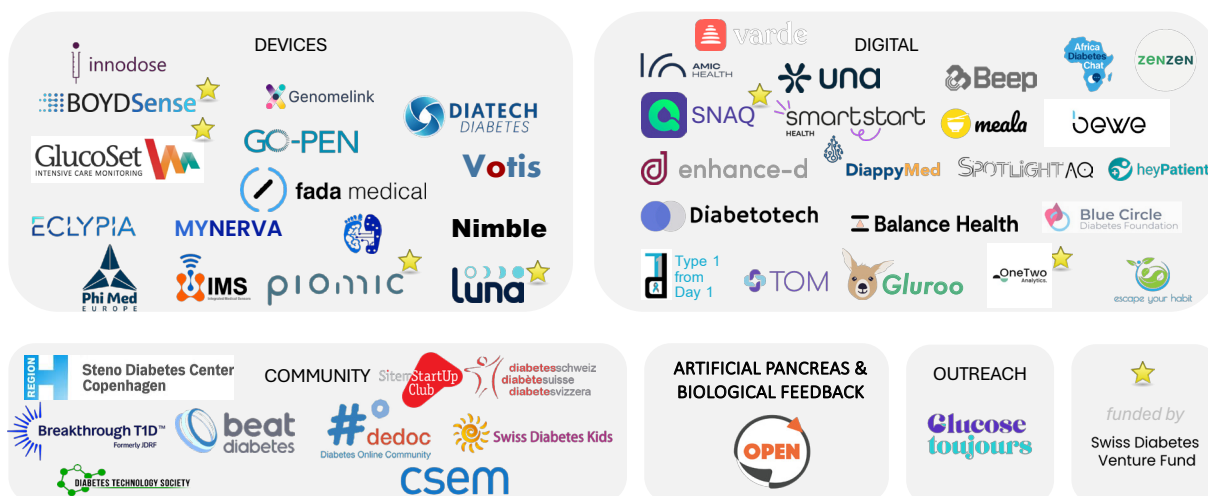 DEVICES
innodose
BOYDSense
Genomelink
DIATECH
DIABETES
GlucoSet
INTENSIVE CARE MONITORING
GO-PEN
Votis
fada medical
ECLYPIA
MYNERVA
Nimble
Phi Med
EUROPE
IMS
Integrated Medical Sensors
piomic
Luna
DIGITAL
varde
AMIC
HEALTH
una
Beep
Africa
Diabetes
Chat
zenzen
SNAQ
smartstart
HEALTH
meala
bewe
enhance-d
DiappyMed
SPOTLIGHT AQ
heyPatient
Diabetotech
Balance Health
Blue Circle
Diabetes Foundation
Type 1
from
Day 1
TOM
Gluroo
OneTwo
Analytics.
escape your habit
COMMUNITY
REGION
H
Steno Diabetes Center
Copenhagen
Sitem
StartUp
Club
diabetesschweiz
diabètesuisse
diabetesvizzera
Breakthrough T1D™
Formerly JDRF
beat
diabetes
#°
dedoc
Diabetes Online Community
Swiss Diabetes Kids
DIABETES TECHNOLOGY SOCIETY
csem
ARTIFICIAL PANCREAS &
BIOLOGICAL FEEDBACK
OPEN
OUTREACH
Glucose
toujours
funded by
Swiss Diabetes
Venture Fund